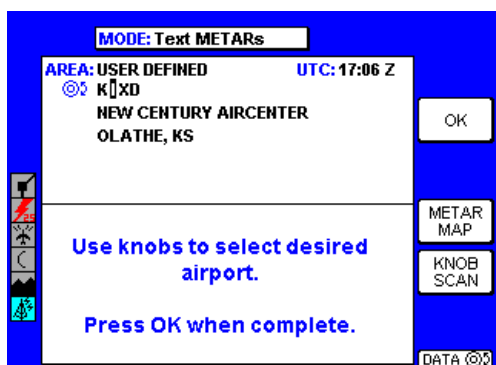 MODE: Text METARs
AREA: USER DEFINED UTC: 17:06 Z
K▯XD
NEW CENTURY AIRCENTER
OLATHE, KS
OK
25
METAR
MAP
Use knobs to select desired
airport.
KNOB
SCAN
Press OK when complete.
DATA